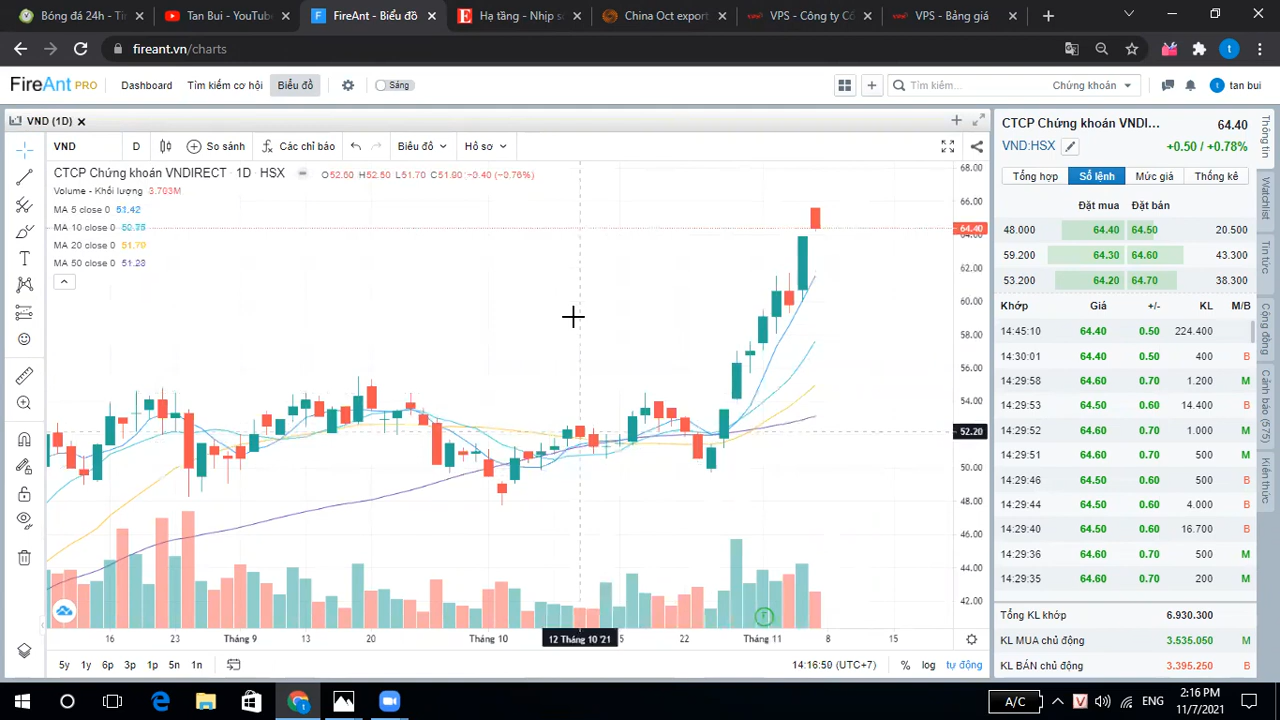 Bóng đá 24h - Ti
Tan Bui - YouTub
FireAnt - Biểu đồ
Hạ tầng - Nhịp số
China Oct export
VPS - Công ty Cổ
VPS - Bảng giá
fireant.vn/charts
FireAnt PRO
Dashboard
Tìm kiếm cơ hội
Biểu đồ
Sáng
Tìm kiếm...
Chứng khoán
tan bui
VND (1D)
VND
D
So sánh
Các chỉ báo
Biểu đồ
Hồ sơ
CTCP Chứng khoán VNDIRECT 1D HSX
O52.50 H52.50 L51.70 C51.90 −0.40 (−0.76%)
Volume - Khối lượng 3.703M
MA 5 close 0 51.42
MA 10 close 0 50.75
MA 20 close 0 51.70
MA 50 close 0 51.28
68.00
66.00
64.40
64.00
62.00
60.00
58.00
56.00
54.00
52.20
50.00
48.00
46.00
44.00
42.00
16
23
Tháng 9
13
20
Tháng 10
12 Tháng 10 '21
5
22
Tháng 11
8
15
5y
1y
6p
3p
1p
5n
1n
14:16:50 (UTC+7)
%
log
tự động
CTCP Chứng khoán VNDI...
64.40
VND:HSX
+0.50 / +0.78%
Tổng hợp
Sổ lệnh
Mức giá
Thống kê
Đặt mua Đặt bán
48.000 64.40 64.50 20.500
59.200 64.30 64.60 43.300
53.200 64.20 64.70 38.300
Khớp Giá +/- KL M/B
14:45:10 64.40 0.50 224.400
14:30:01 64.40 0.50 400 B
14:29:58 64.60 0.70 1.200 M
14:29:53 64.60 0.70 14.400 B
14:29:52 64.60 0.70 1.000 M
14:29:51 64.60 0.70 500 M
14:29:46 64.50 0.60 500 B
14:29:44 64.50 0.60 4.000 B
14:29:40 64.50 0.60 16.700 B
14:29:36 64.60 0.70 500 M
14:29:35 64.60 0.70 200 M
Tổng KL khớp 6.930.300
KL MUA chủ động 3.535.050 M
KL BÁN chủ động 3.395.250 B
Thông tin
Watchlist
Tin tức
Cộng đồng
Cảnh báo (575)
Kiến thức
A/C
ENG
2:16 PM
11/7/2021